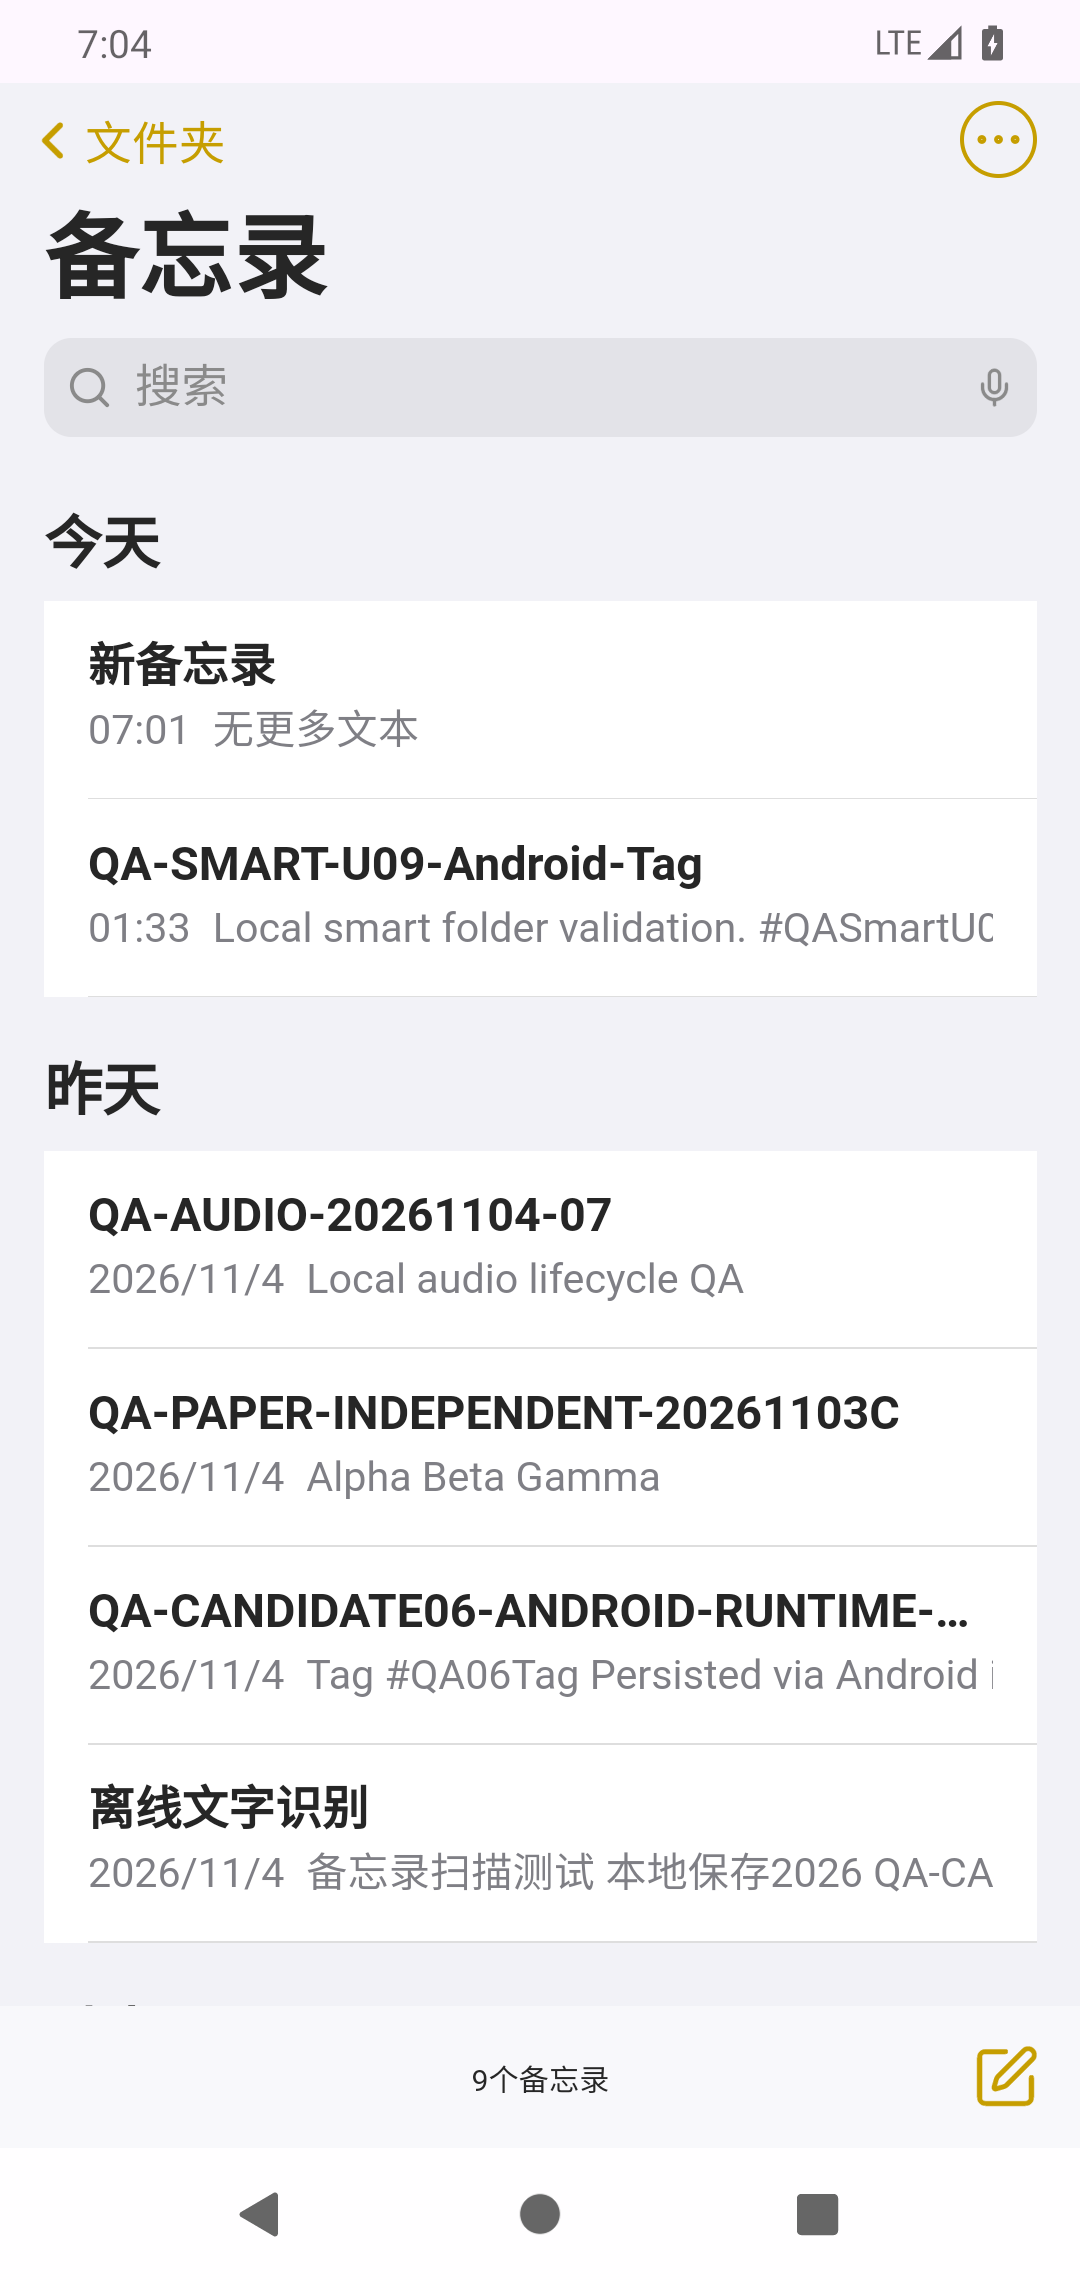 7:04 LTE
文件夹
备忘录
搜索
今天
新备忘录
07:01 无更多文本
QA-SMART-U09-Android-Tag
01:33 Local smart folder validation. #QASmartU0
昨天
QA-AUDIO-20261104-07
2026/11/4 Local audio lifecycle QA
QA-PAPER-INDEPENDENT-20261103C
2026/11/4 Alpha Beta Gamma
QA-CANDIDATE06-ANDROID-RUNTIME-…
2026/11/4 Tag #QA06Tag Persisted via Android
离线文字识别
2026/11/4 备忘录扫描测试 本地保存2026 QA-CA
9个备忘录